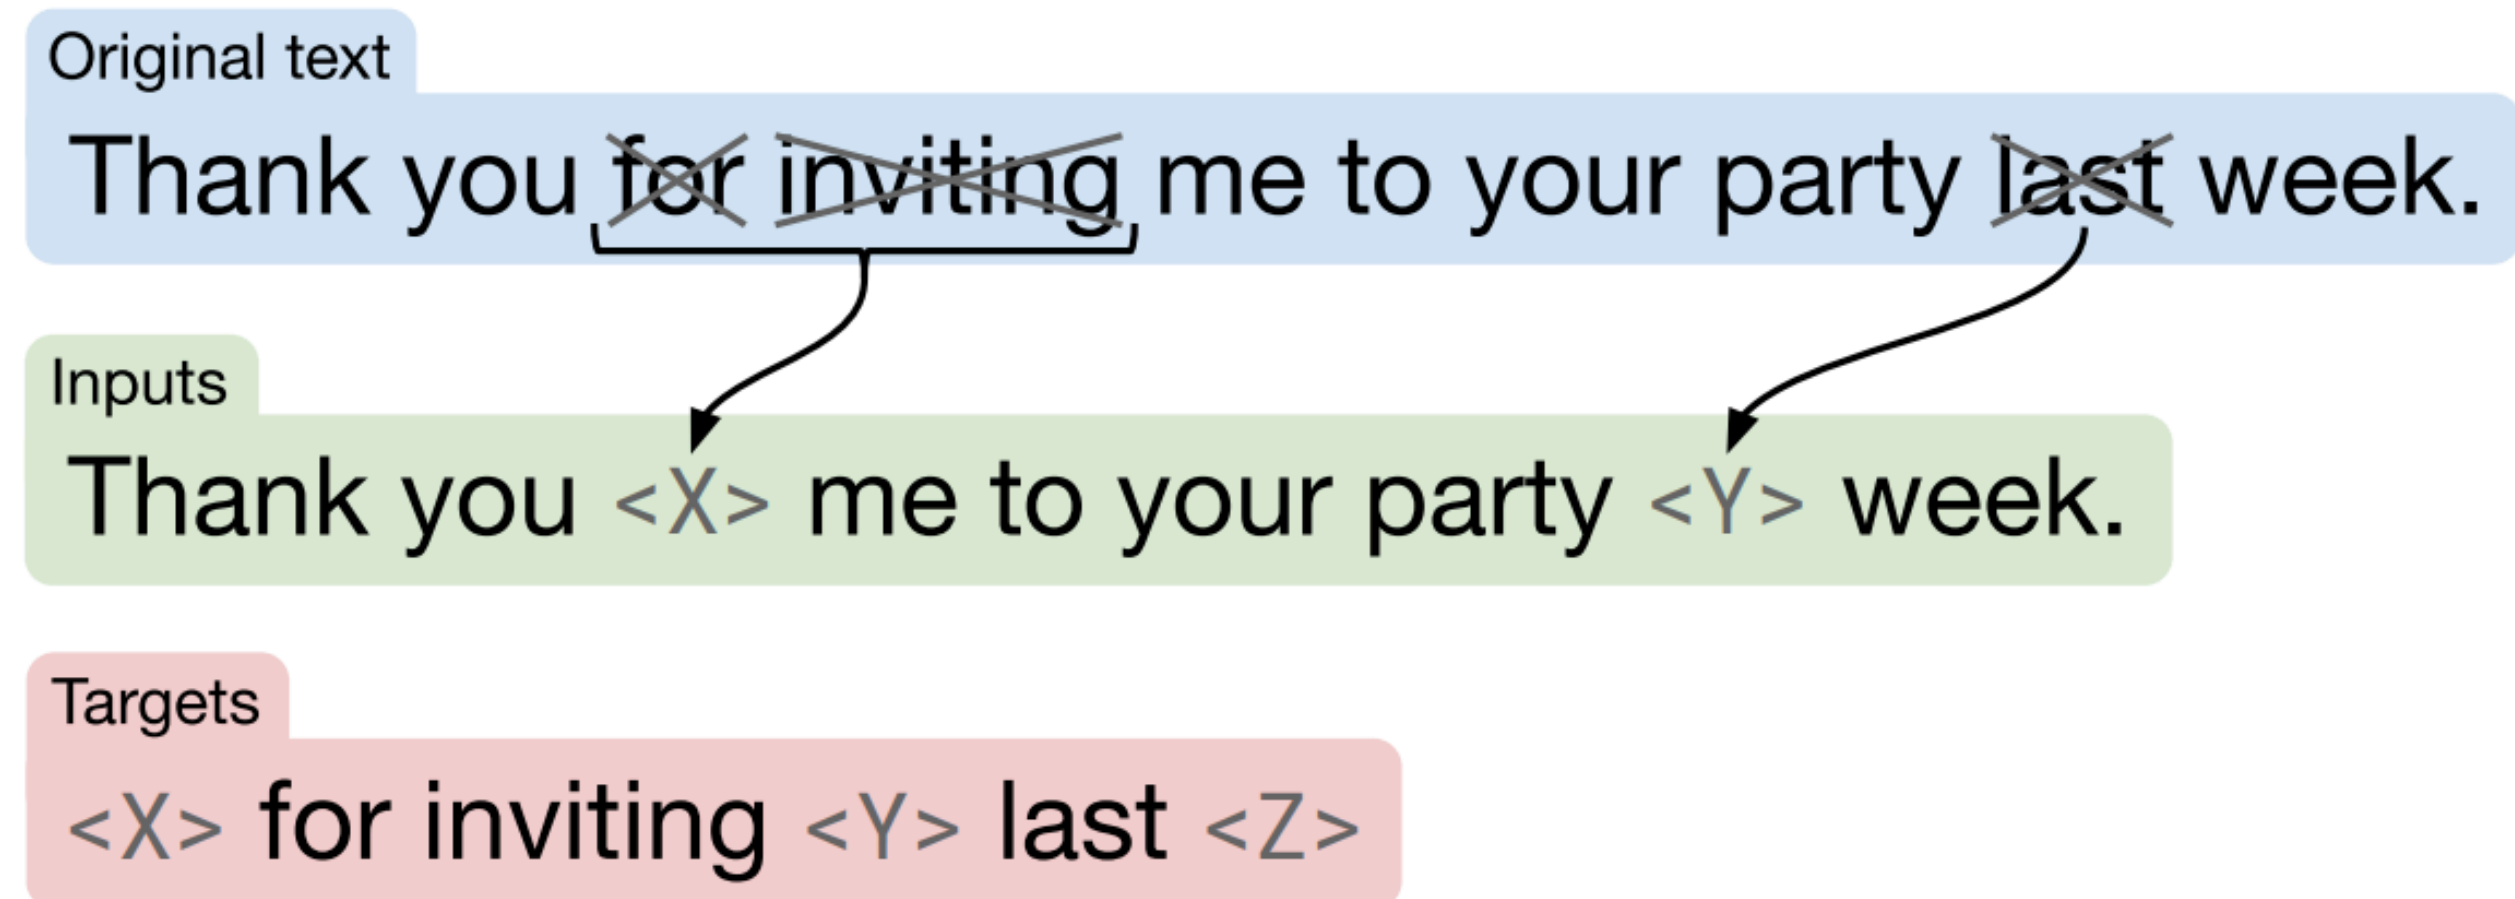 Original text
Thank you for inviting me to your party last week.
Inputs
Thank you <X> me to your party <Y> week.
Targets
<X> for inviting <Y> last <Z>